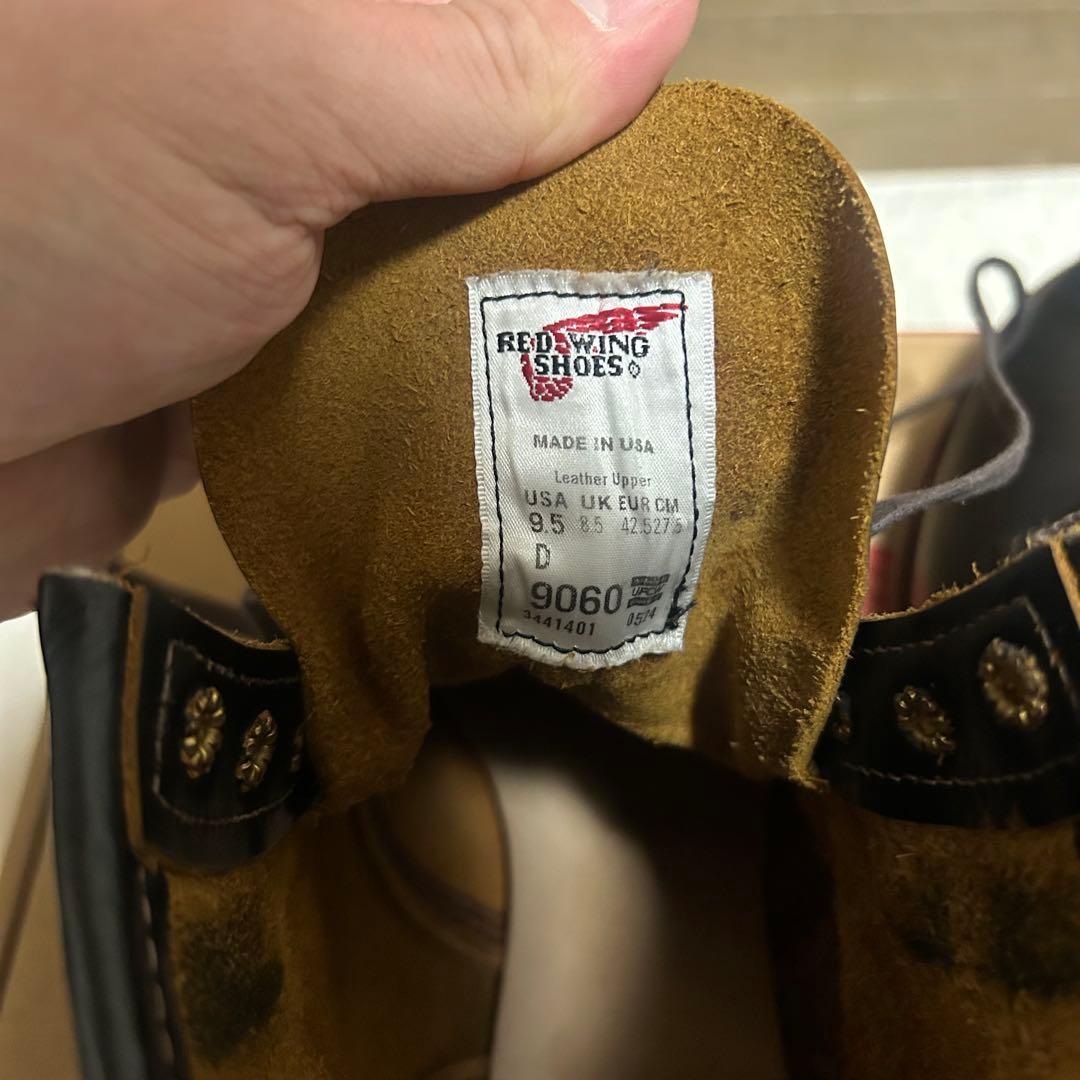 RED WING
SHOES
MADE IN USA
Leather Upper
USA UK EUR CM
9.5 8.5 42.5 27.5
D
9060
3441401